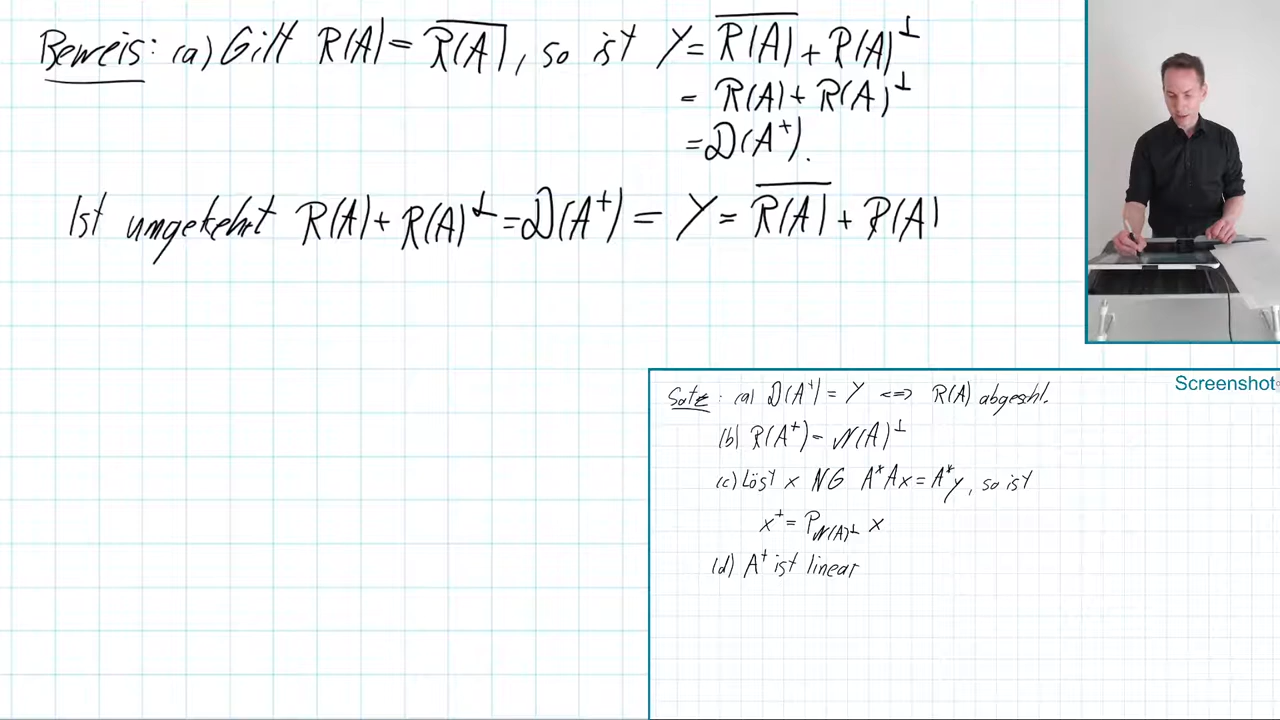 Beweis: (a) Gilt R(A) = \overline{R(A)}, so ist Y = \overline{R(A)} + R(A)^⊥
= R(A) + R(A)^⊥
= D(A^+).
Ist umgekehrt R(A) + R(A)^⊥ = D(A^+) = Y = \overline{R(A)} + R(A)
Screenshot
Satz: (a) D(A^+) = Y ⇔ R(A) abgeschl.
(b) R(A^+) = N(A)^⊥
(c) Löst x NG A*Ax = A*y, so ist
x^+ = P_{N(A)^⊥} x
(d) A^+ ist linear